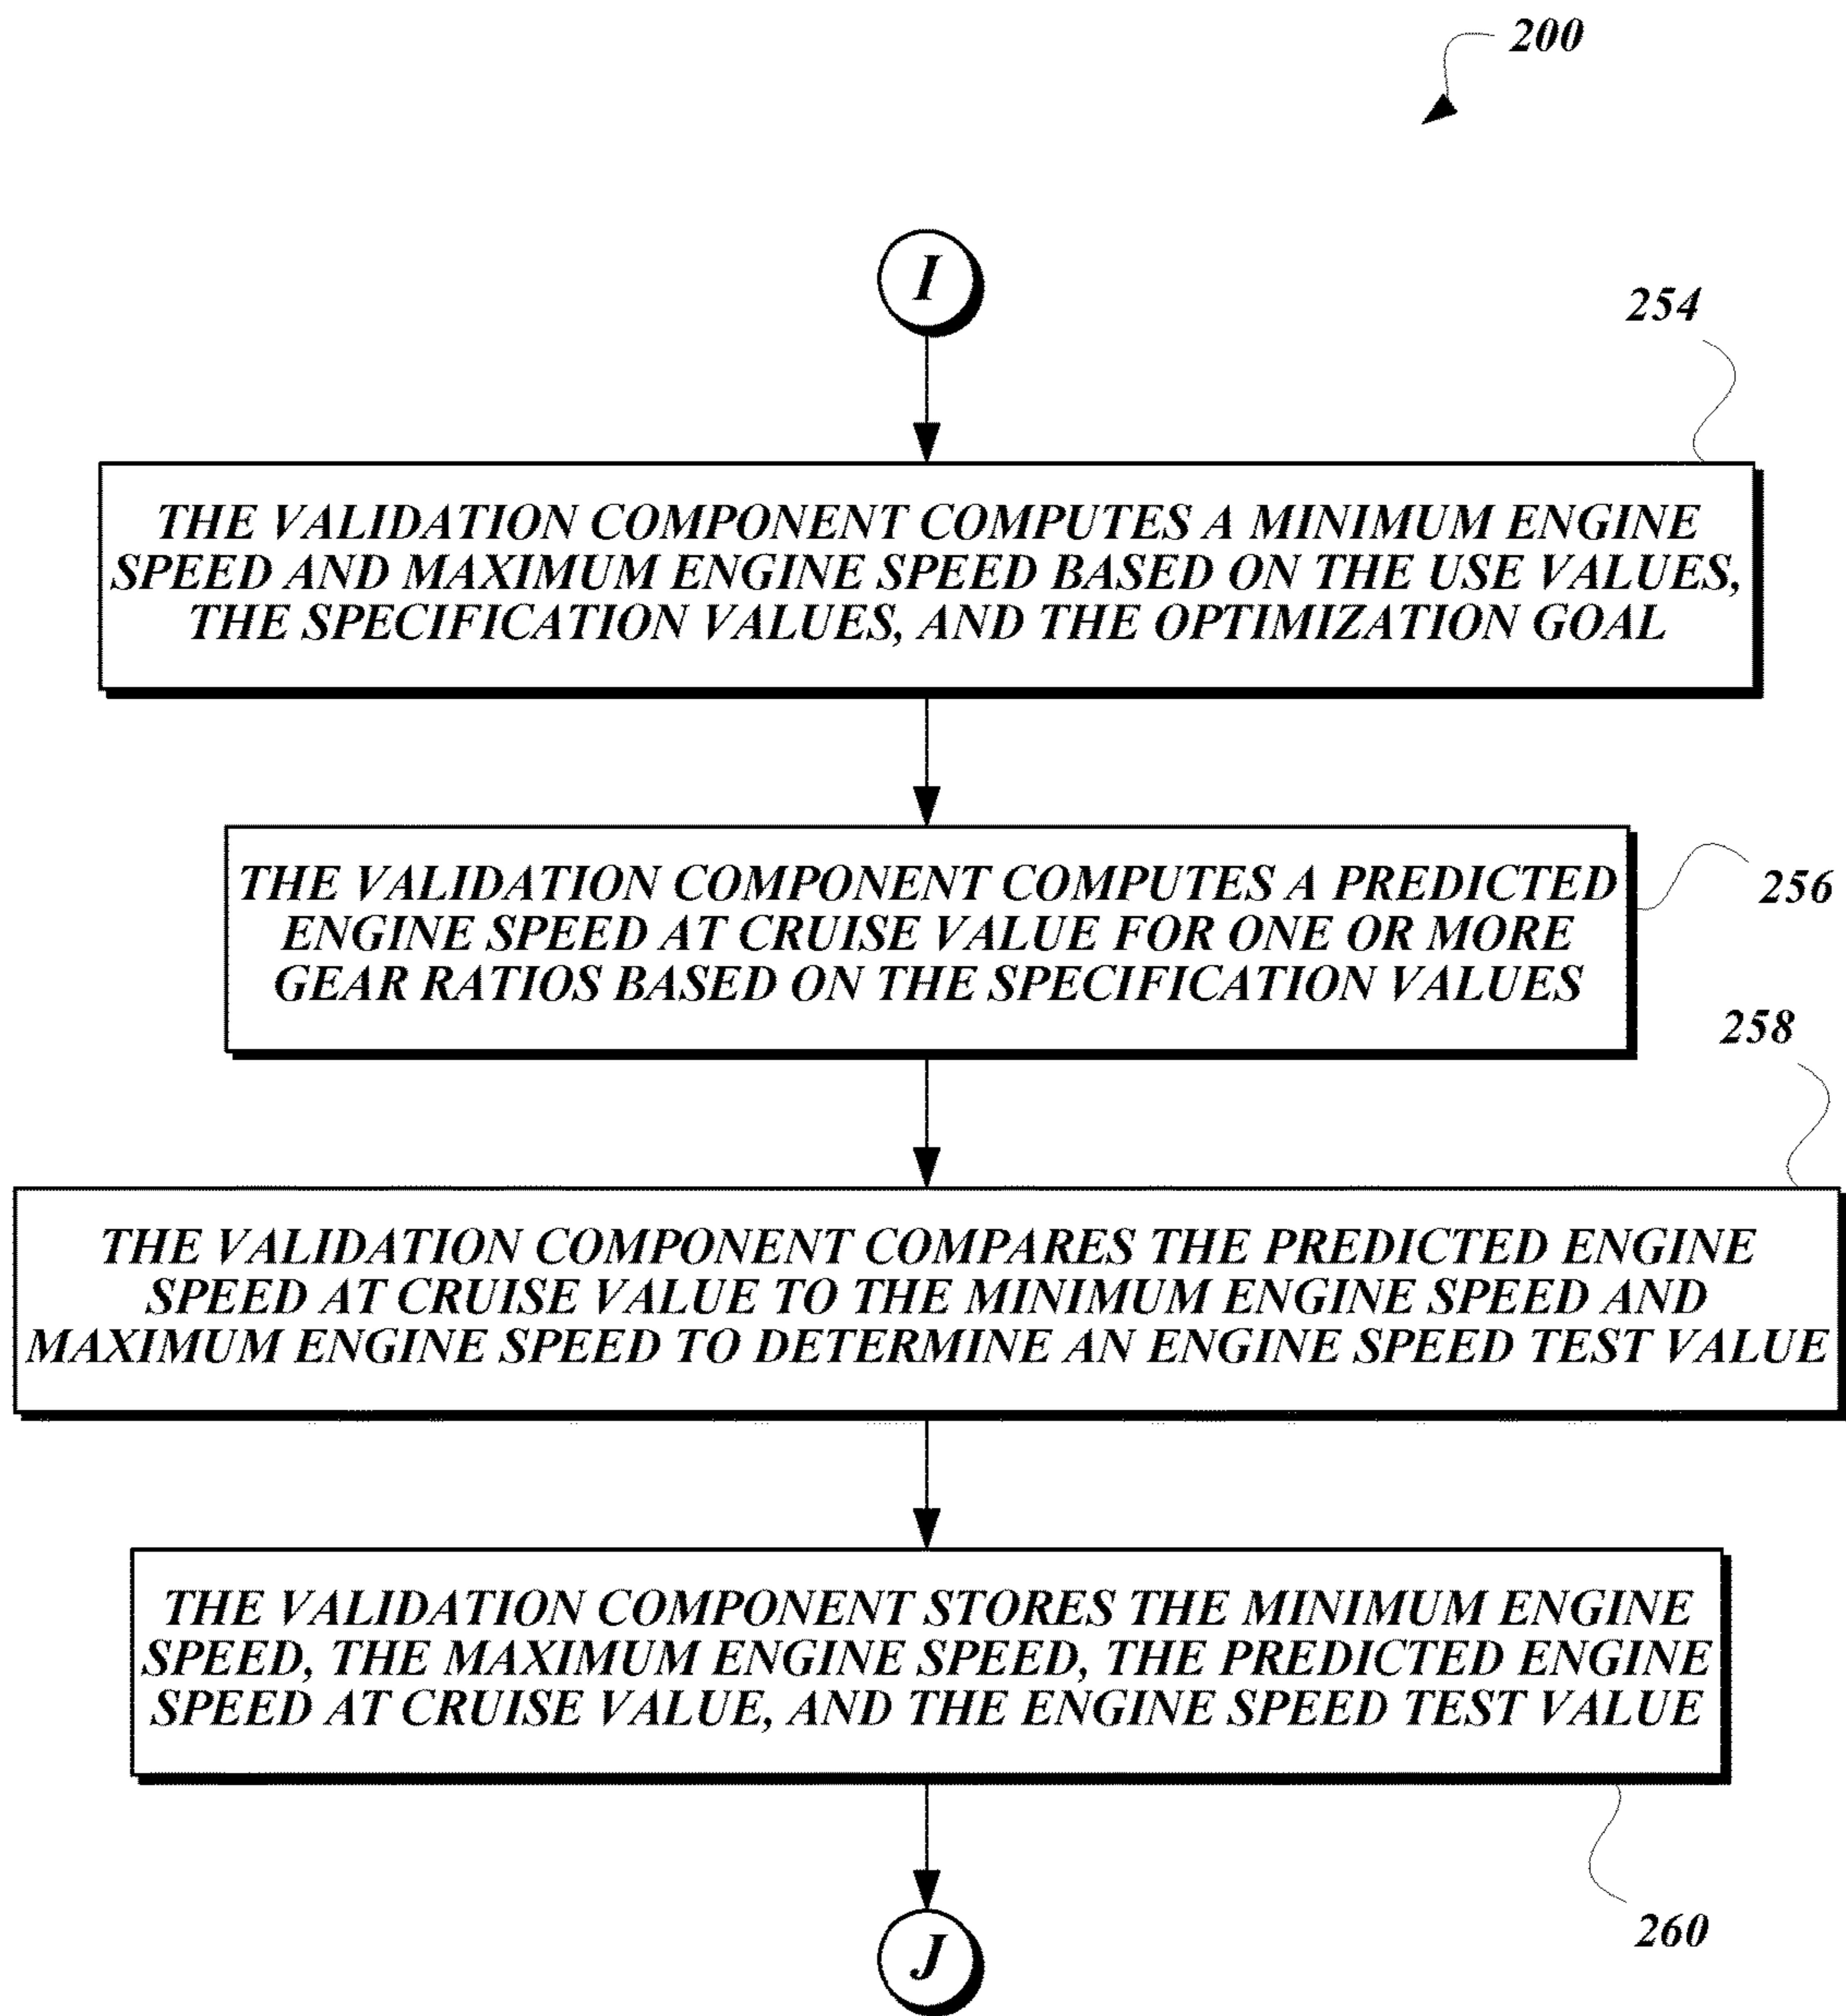 200
I
254
THE VALIDATION COMPONENT COMPUTES A MINIMUM ENGINE
SPEED AND MAXIMUM ENGINE SPEED BASED ON THE USE VALUES,
THE SPECIFICATION VALUES, AND THE OPTIMIZATION GOAL
THE VALIDATION COMPONENT COMPUTES A PREDICTED
ENGINE SPEED AT CRUISE VALUE FOR ONE OR MORE
GEAR RATIOS BASED ON THE SPECIFICATION VALUES
256
258
THE VALIDATION COMPONENT COMPARES THE PREDICTED ENGINE
SPEED AT CRUISE VALUE TO THE MINIMUM ENGINE SPEED AND
MAXIMUM ENGINE SPEED TO DETERMINE AN ENGINE SPEED TEST VALUE
THE VALIDATION COMPONENT STORES THE MINIMUM ENGINE
SPEED, THE MAXIMUM ENGINE SPEED, THE PREDICTED ENGINE
SPEED AT CRUISE VALUE, AND THE ENGINE SPEED TEST VALUE
260
J